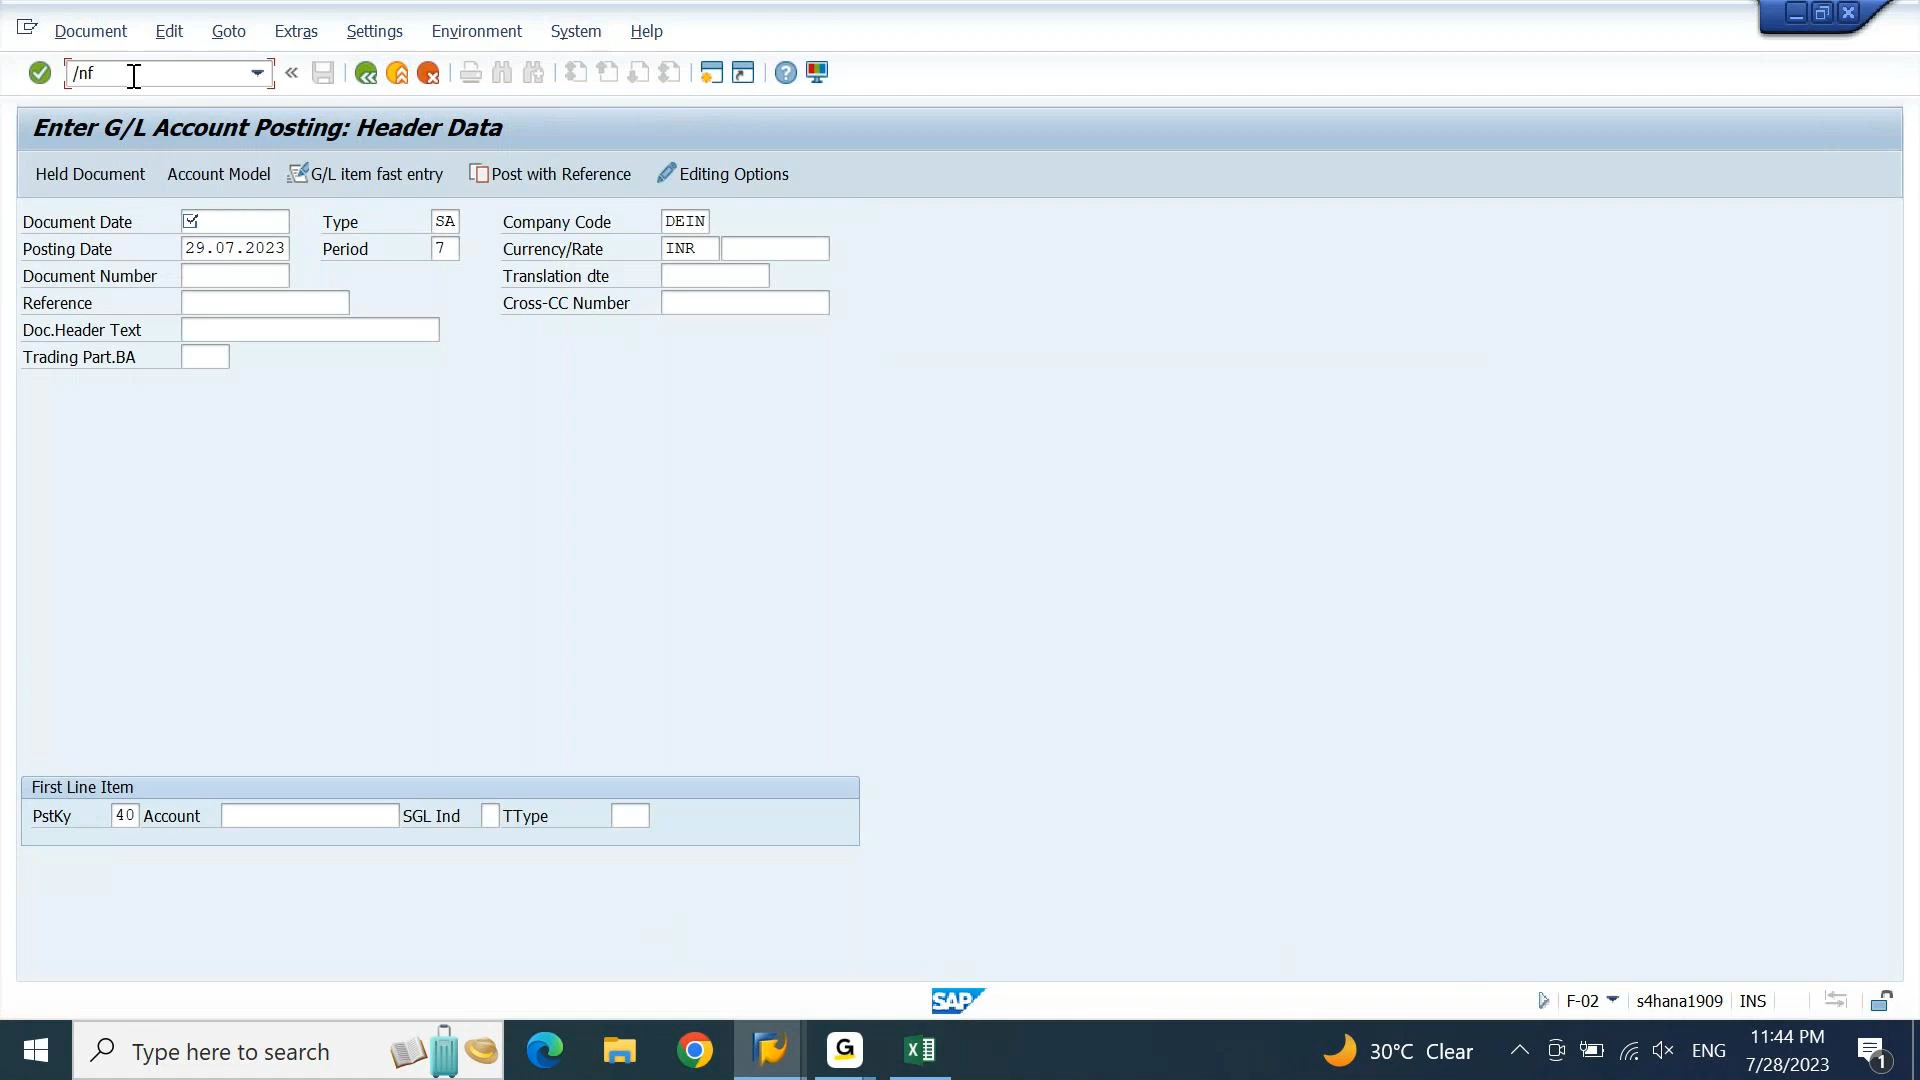 Document Edit Goto Extras Settings Environment System Help
/nf
Enter G/L Account Posting: Header Data
Held Document Account Model G/L item fast entry Post with Reference Editing Options
Document Date Type SA Company Code DEIN
Posting Date 29.07.2023 Period 7 Currency/Rate INR
Document Number Translation dte
Reference Cross-CC Number
Doc.Header Text
Trading Part.BA
First Line Item
PstKy 40 Account SGL Ind TType
SAP F-02 s4hana1909 INS
Type here to search 30°C Clear ENG 11:44 PM
7/28/2023 1